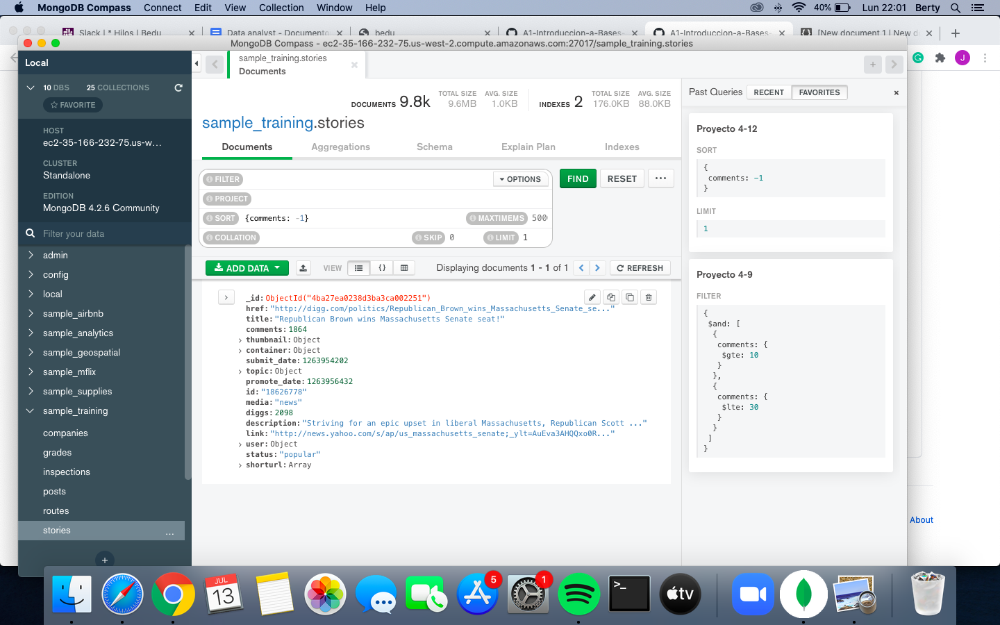 MongoDB Compass Connect Edit View Collection Window Help 40% Lun 22:01 Berty
Slack | * Hilos | Bedu Data analyst - Documento bedu A1-Introduccion-a-Bases- A1-Introduccion-a-Bases- [New document 1 | New d
MongoDB Compass - ec2-35-166-232-75.us-west-2.compute.amazonaws.com:27017/sample_training.stories
J
Local
10 DBS 25 COLLECTIONS
FAVORITE
HOST
ec2-35-166-232-75.us-w...
CLUSTER
Standalone
EDITION
MongoDB 4.2.6 Community
Filter your data
admin
config
local
sample_airbnb
sample_analytics
sample_geospatial
sample_mflix
sample_supplies
sample_training
companies
grades
inspections
posts
routes
stories ...
+
sample_training.stories
Documents
DOCUMENTS 9.8k TOTAL SIZE 9.6MB AVG. SIZE 1.0KB INDEXES 2 TOTAL SIZE 176.0KB AVG. SIZE 88.0KB
sample_training.stories
Documents Aggregations Schema Explain Plan Indexes
FILTER OPTIONS FIND RESET ...
PROJECT
SORT {comments: -1} MAXTIMEMS 500
COLLATION SKIP 0 LIMIT 1
ADD DATA VIEW {} Displaying documents 1 - 1 of 1 REFRESH
_id: ObjectId("4ba27ea0238d3ba3ca002251")
href: "http://digg.com/politics/Republican_Brown_wins_Massachusetts_Senate_se..."
title: "Republican Brown wins Massachusetts Senate seat!"
comments: 1864
thumbnail: Object
container: Object
submit_date: 1263954202
topic: Object
promote_date: 1263956432
id: "18626778"
media: "news"
diggs: 2098
description: "Striving for an epic upset in liberal Massachusetts, Republican Scott ..."
link: "http://news.yahoo.com/s/ap/us_massachusetts_senate;_ylt=AuEva3AHQQxo0R..."
user: Object
status: "popular"
shorturl: Array
Past Queries RECENT FAVORITES ×
Proyecto 4-12
SORT
{
comments: -1
}
LIMIT
1
Proyecto 4-9
FILTER
{
$and: [
{
comments: {
$gte: 10
}
},
{
comments: {
$lte: 30
}
}
]
}
About
JUL
13
5
1
>_
tv